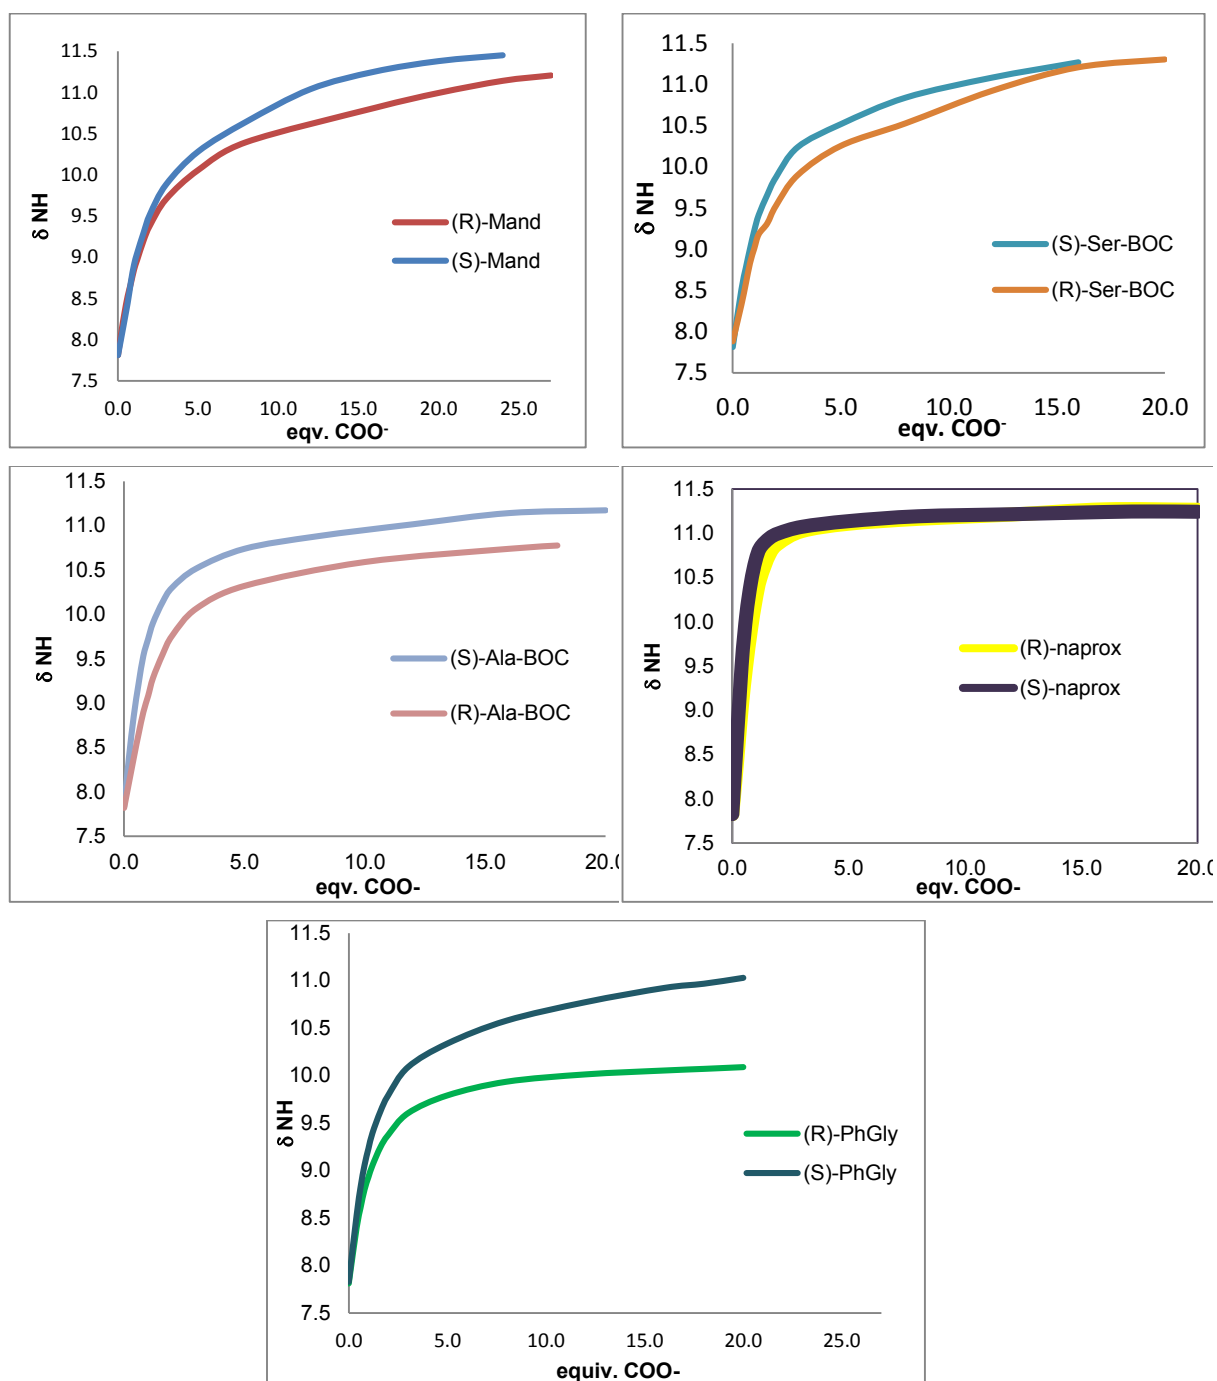 11.5
11.0
10.5
10.0
9.5
9.0
8.5
8.0
7.5
δ NH
0.0 5.0 10.0 15.0 20.0 25.0
eqv. COO-
(R)-Mand
(S)-Mand
11.5
11.0
10.5
10.0
9.5
9.0
8.5
8.0
7.5
δ NH
0.0 5.0 10.0 15.0 20.0
eqv. COO-
(S)-Ser-BOC
(R)-Ser-BOC
11.5
11.0
10.5
10.0
9.5
9.0
8.5
8.0
7.5
δ NH
0.0 5.0 10.0 15.0 20.0
eqv. COO-
(S)-Ala-BOC
(R)-Ala-BOC
11.5
11.0
10.5
10.0
9.5
9.0
8.5
8.0
7.5
δ NH
0.0 5.0 10.0 15.0 20.0
eqv. COO-
(R)-naprox
(S)-naprox
11.5
11.0
10.5
10.0
9.5
9.0
8.5
8.0
7.5
δ NH
0.0 5.0 10.0 15.0 20.0 25.0
equiv. COO-
(R)-PhGly
(S)-PhGly